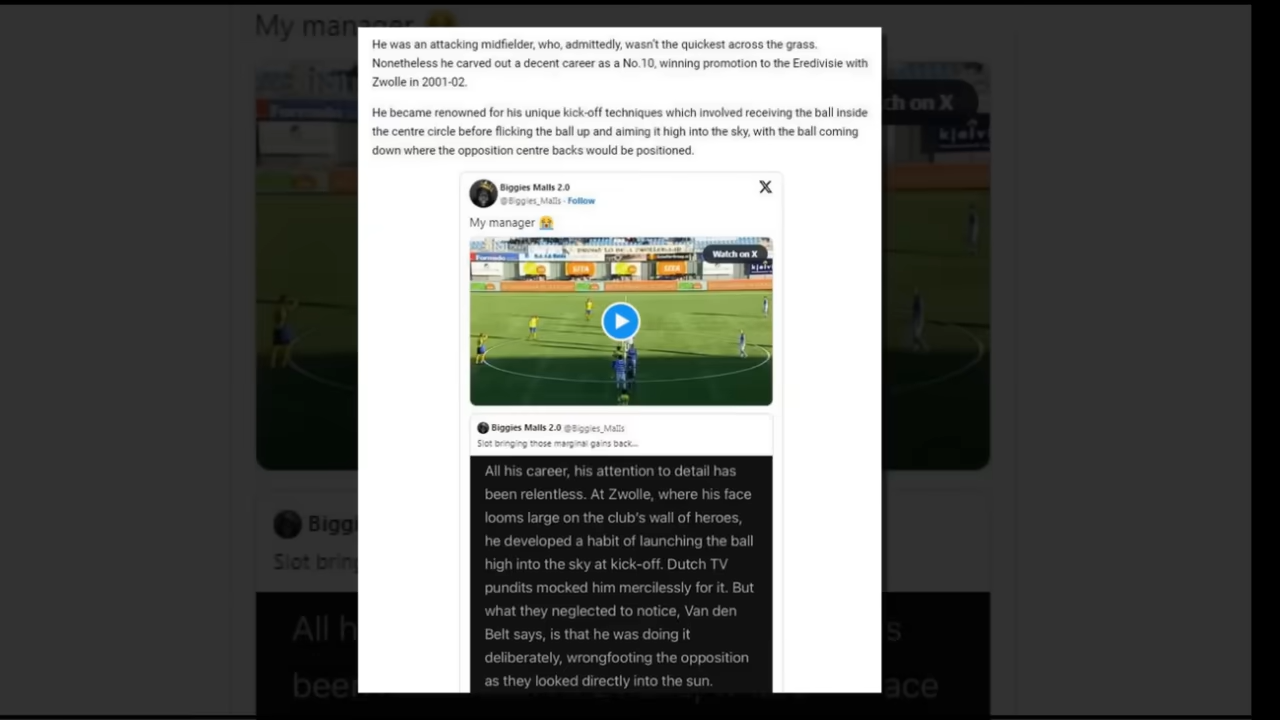 My manager
He was an attacking midfielder, who, admittedly, wasn't the quickest across the grass.
Nonetheless he carved out a decent career as a No.10, winning promotion to the Eredivisie with
Zwolle in 2001-02.
He became renowned for his unique kick-off techniques which involved receiving the ball inside
the centre circle before flicking the ball up and aiming it high into the sky, with the ball coming
down where the opposition centre backs would be positioned.
Biggies Malls 2.0
@Biggies_Malls · Follow
My manager 😭
Watch on X
Biggies Malls 2.0 @Biggies_Malls
Slot bringing those marginal gains back...
All his career, his attention to detail has
been relentless. At Zwolle, where his face
looms large on the club's wall of heroes,
he developed a habit of launching the ball
high into the sky at kick-off. Dutch TV
pundits mocked him mercilessly for it. But
what they neglected to notice, Van den
Belt says, is that he was doing it
deliberately, wrongfooting the opposition
as they looked directly into the sun.